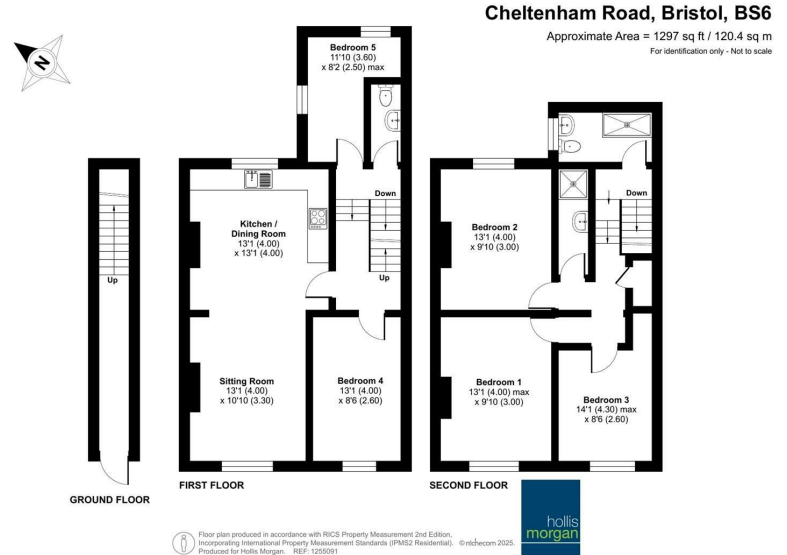 Cheltenham Road, Bristol, BS6
Approximate Area = 1297 sq ft / 120.4 sq m
For identification only - Not to scale
N
Bedroom 5
11'10 (3.60)
x 8'2 (2.50) max
Down
Kitchen /
Dining Room
13'1 (4.00)
x 13'1 (4.00)
Up
Sitting Room
13'1 (4.00)
x 10'10 (3.30)
Bedroom 4
13'1 (4.00)
x 8'6 (2.60)
FIRST FLOOR
Up
GROUND FLOOR
Down
Bedroom 2
13'1 (4.00)
x 9'10 (3.00)
Bedroom 1
13'1 (4.00) max
x 9'10 (3.00)
Bedroom 3
14'1 (4.30) max
x 8'6 (2.60)
SECOND FLOOR
hollis
morgan
Floor plan produced in accordance with RICS Property Measurement 2nd Edition,
Incorporating International Property Measurement Standards (IPMS2 Residential). © nichecom 2025.
Produced for Hollis Morgan. REF: 1255091